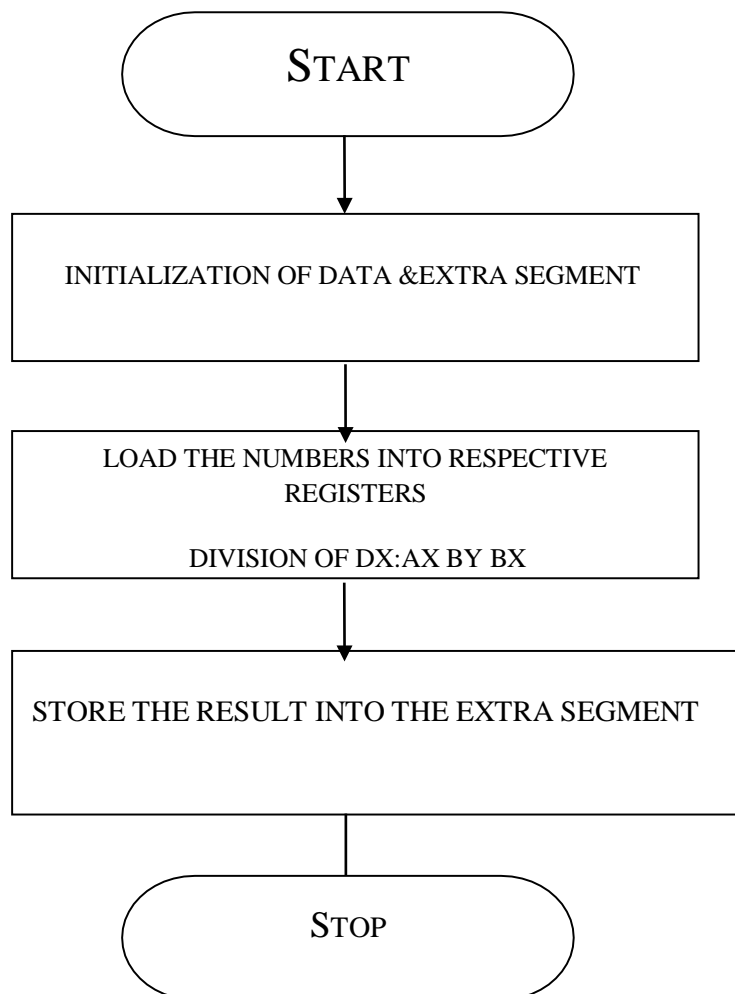 START
INITIALIZATION OF DATA &EXTRA SEGMENT
LOAD THE NUMBERS INTO RESPECTIVE
REGISTERS
DIVISION OF DX:AX BY BX
STORE THE RESULT INTO THE EXTRA SEGMENT
STOP